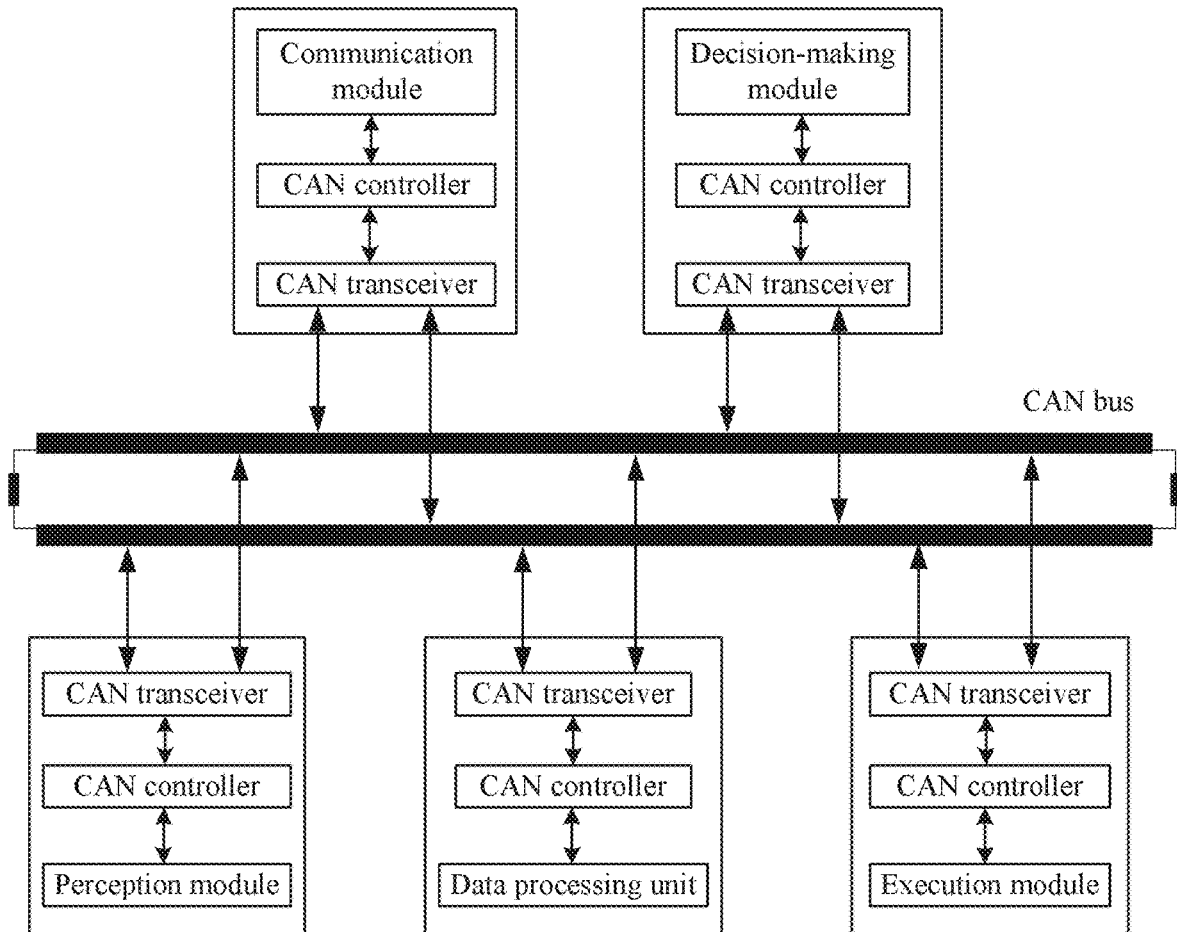 Communication
module
CAN controller
CAN transceiver
Decision-making
module
CAN controller
CAN transceiver
CAN bus
CAN transceiver
CAN controller
Perception module
CAN transceiver
CAN controller
Data processing unit
CAN transceiver
CAN controller
Execution module